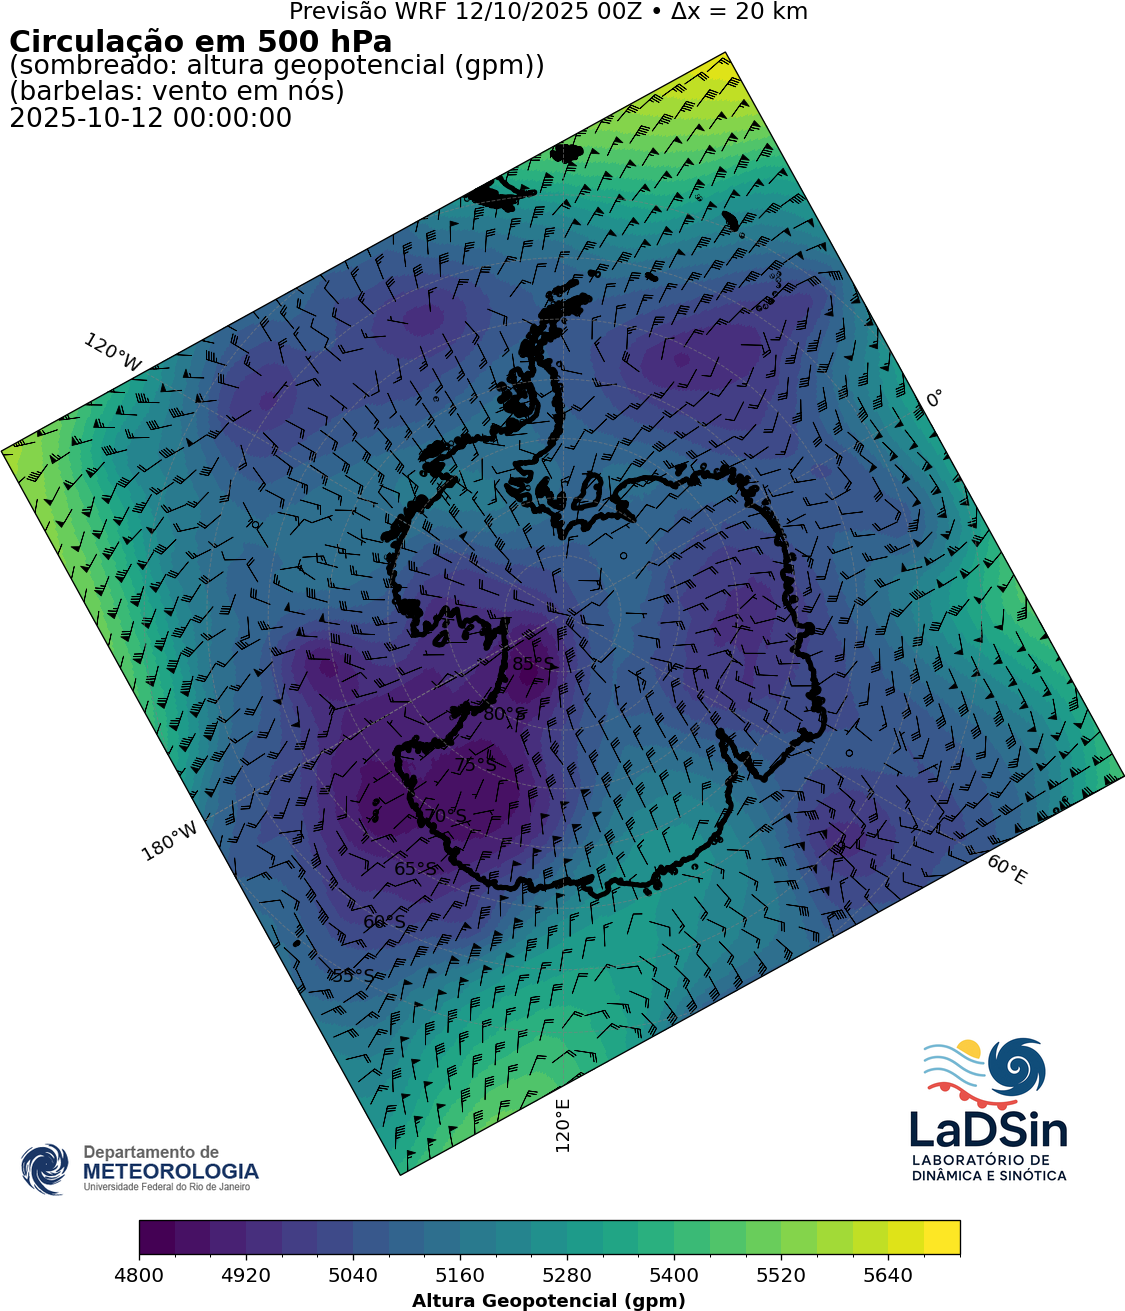 Previsão WRF 12/10/2025 00Z • Δx = 20 km
Circulação em 500 hPa
(sombreado: altura geopotencial (gpm))
(barbelas: vento em nós)
2025-10-12 00:00:00
120°W
0°
85°S
80°S
75°S
70°S
180°W
65°S
60°E
60°S
55°S
120°E
LaDSin
LABORATÓRIO DE
DINÂMICA E SINÓTICA
Departamento de
METEOROLOGIA
Universidade Federal do Rio de Janeiro
4800 4920 5040 5160 5280 5400 5520 5640
Altura Geopotencial (gpm)